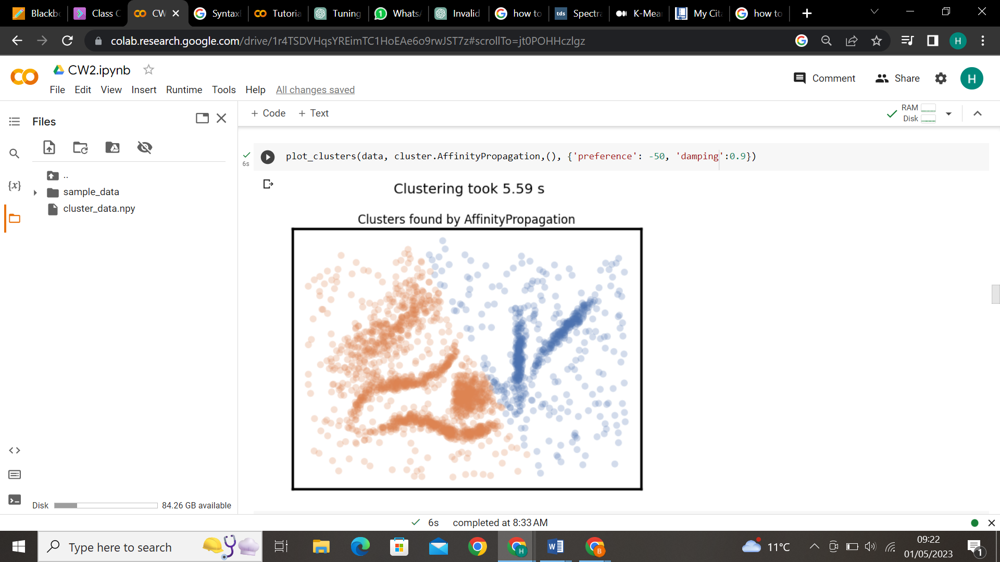 Blackb
Class C
CW
Syntax
Tutoria
Tuning
Whats
Invalid
how to
tds
Spectra
K-Mea
My Cita
how to
colab.research.google.com/drive/1r4TSDVHqsYREimTC1HoEAe6o9rwJST7z#scrollTo=jt0POHHczlgz
H
CW2.ipynb
File Edit View Insert Runtime Tools Help All changes saved
Comment
Share
H
Files
+ Code + Text
RAM
Disk
..
sample_data
cluster_data.npy
{x}
6s
plot_clusters(data, cluster.AffinityPropagation,(), {'preference': -50, 'damping':0.9})
Clustering took 5.59 s
Clusters found by AffinityPropagation
Disk 84.26 GB available
6s completed at 8:33 AM
Type here to search
H
W
B
11°C
09:22
01/05/2023
1